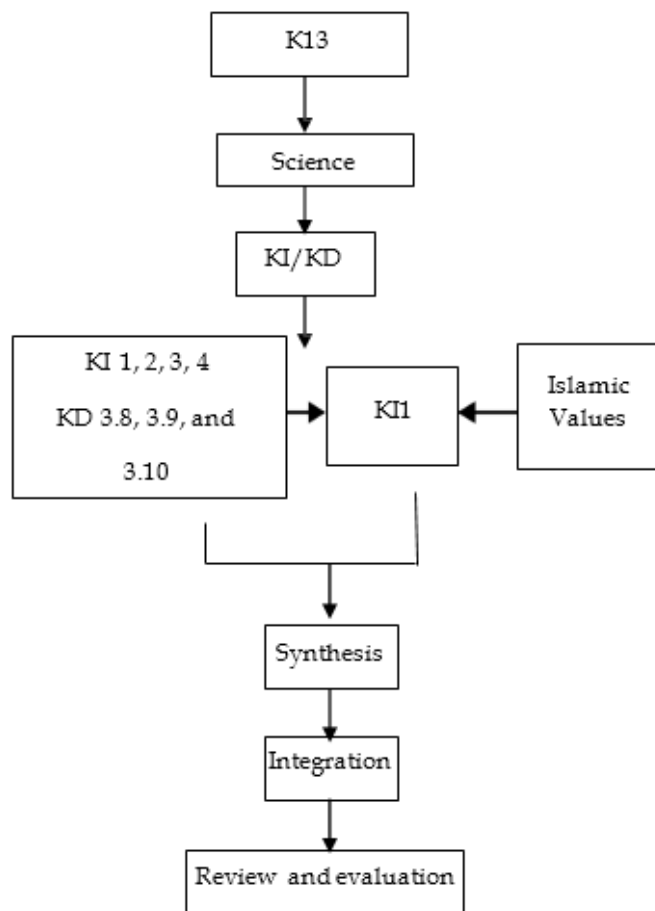 K13
Science
KI/KD
KI 1, 2, 3, 4
KD 3.8, 3.9, and
3.10
KI1
Islamic
Values
Synthesis
Integration
Review and evaluation